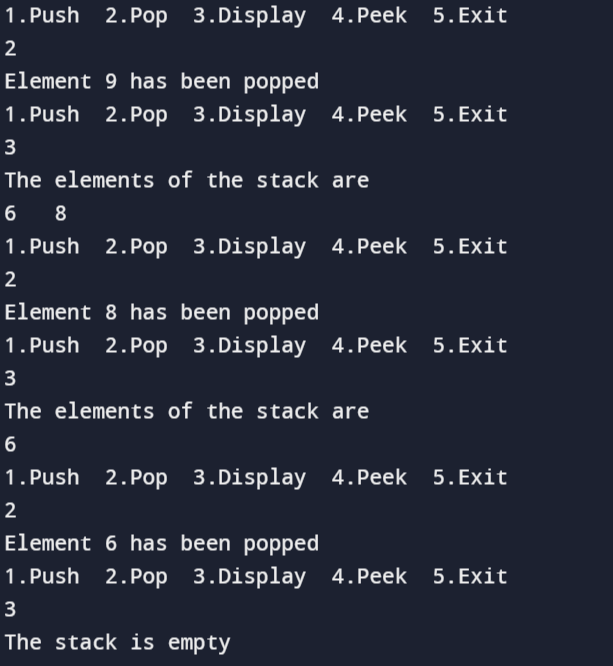 1.Push  2.Pop  3.Display  4.Peek  5.Exit
2
Element 9 has been popped
1.Push  2.Pop  3.Display  4.Peek  5.Exit
3
The elements of the stack are
6   8
1.Push  2.Pop  3.Display  4.Peek  5.Exit
2
Element 8 has been popped
1.Push  2.Pop  3.Display  4.Peek  5.Exit
3
The elements of the stack are
6
1.Push  2.Pop  3.Display  4.Peek  5.Exit
2
Element 6 has been popped
1.Push  2.Pop  3.Display  4.Peek  5.Exit
3
The stack is empty